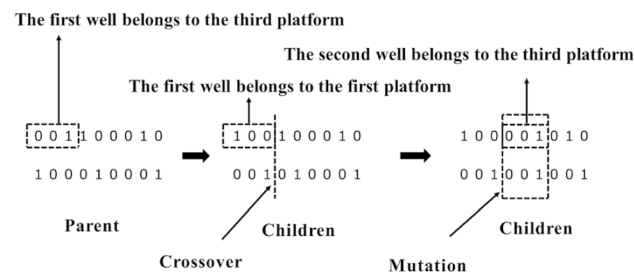 The first well belongs to the third platform
The second well belongs to the third platform
The first well belongs to the first platform
0 0 1 1 0 0 0 1 0
1 0 0 1 0 0 0 1 0
1 0 0 0 0 1 0 1 0
1 0 0 0 1 0 0 0 1
0 0 1 0 1 0 0 0 1
0 0 1 0 0 1 0 0 1
Parent
Children
Children
Crossover
Mutation